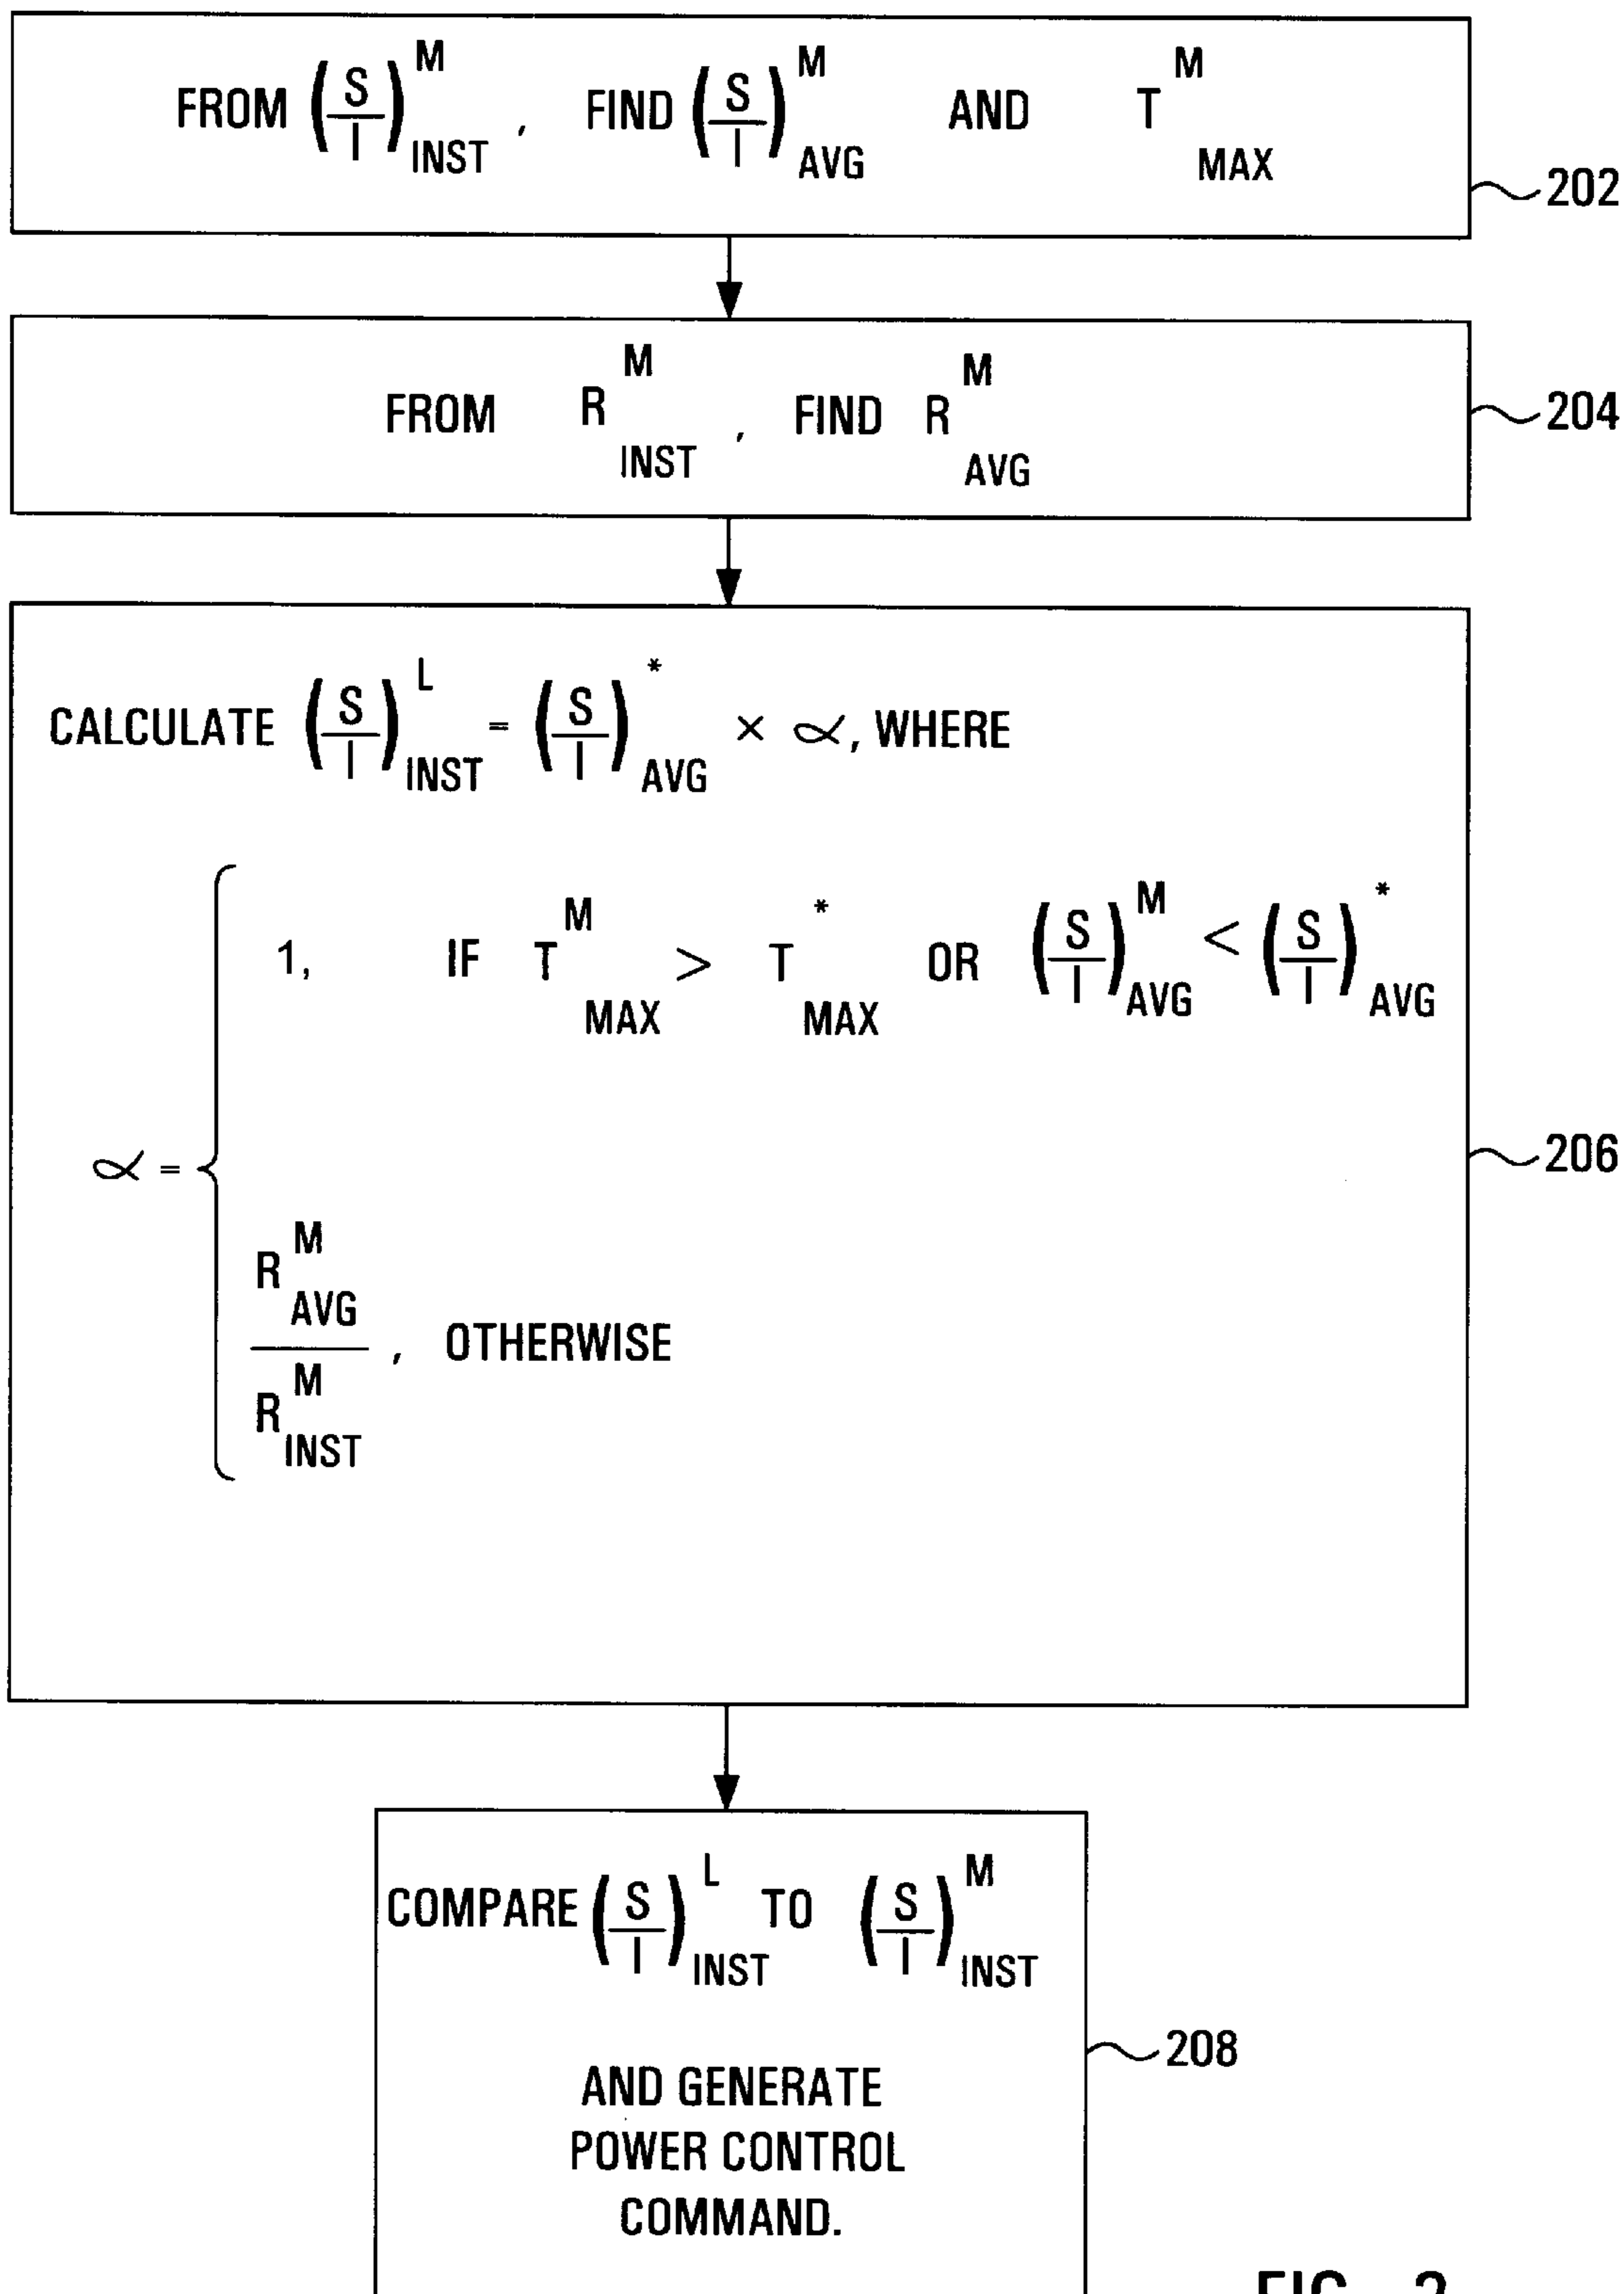 FROM (S/I)^M_INST, FIND (S/I)^M_AVG AND T^M_MAX
202
FROM R^M_INST, FIND R^M_AVG
204
CALCULATE (S/I)^L_INST = (S/I)^*_AVG × α, WHERE
1, IF T^M_MAX > T^*_MAX OR (S/I)^M_AVG < (S/I)^*_AVG
α =
206
R^M_AVG / R^M_INST, OTHERWISE
COMPARE (S/I)^L_INST TO (S/I)^M_INST
208
AND GENERATE
POWER CONTROL
COMMAND.